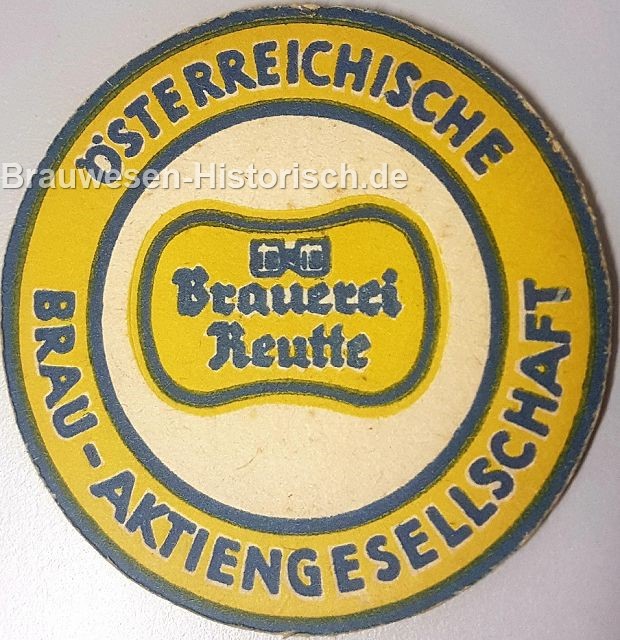 ÖSTERREICHISCHE
BRAU-AKTIENGESELLSCHAFT
Brauerei
Reutte
Brauwesen-Historisch.de